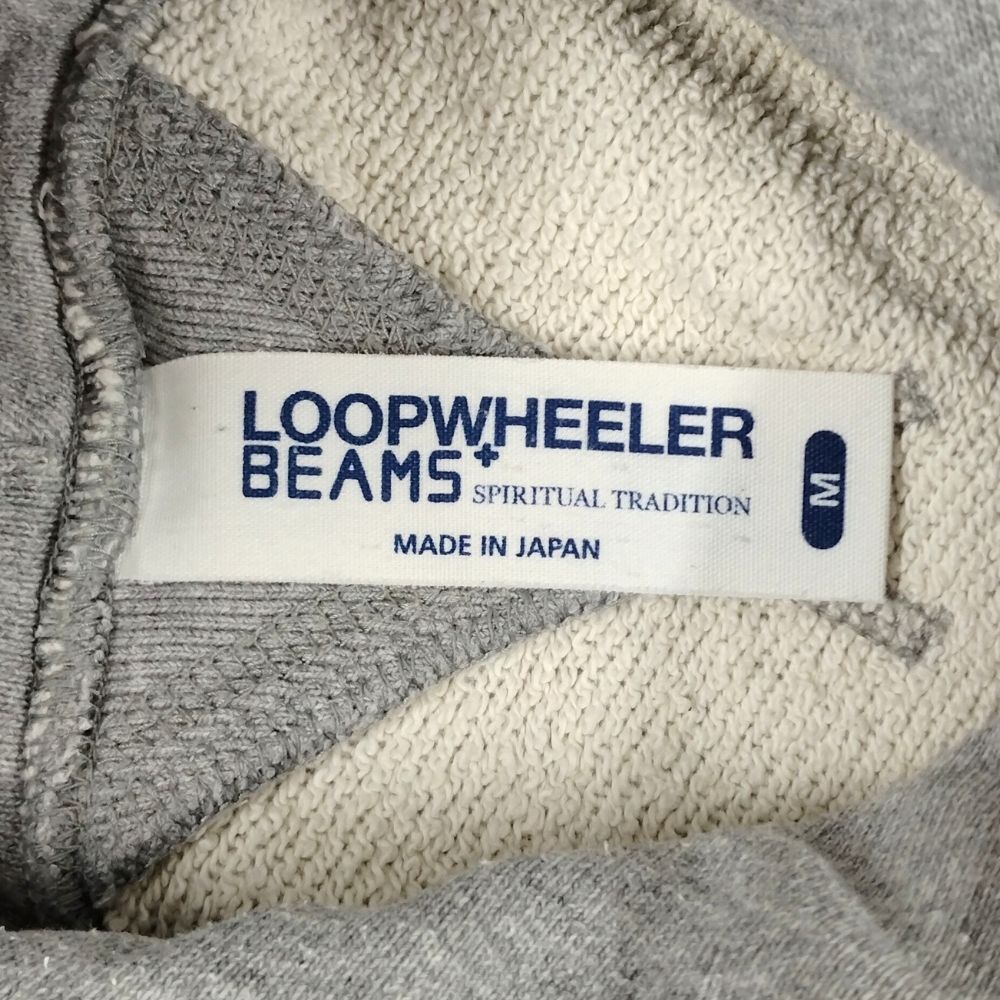 LOOPWHEELER
BEAMS+ SPIRITUAL TRADITION
MADE IN JAPAN
M